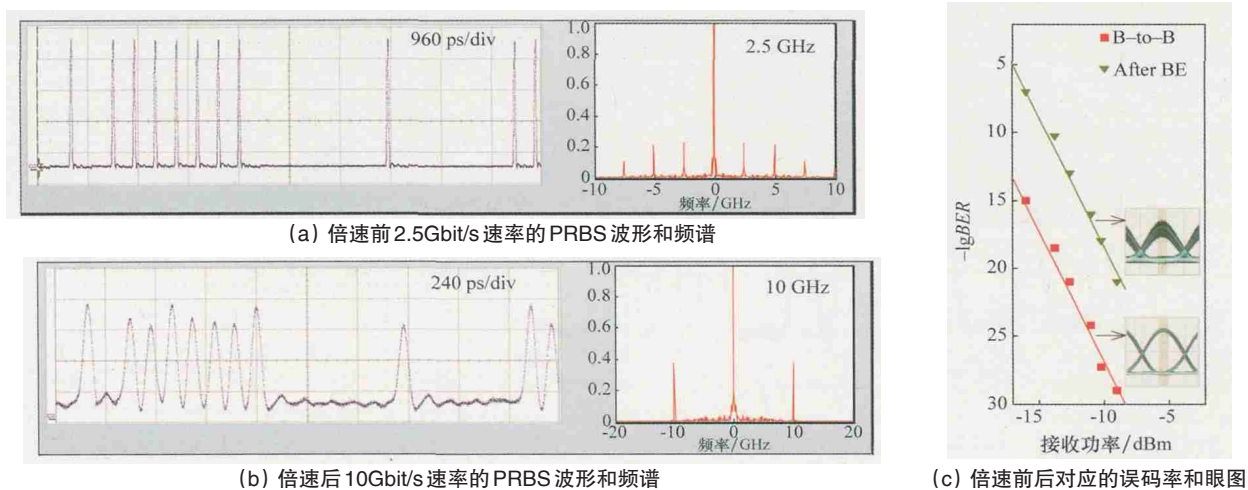 960 ps/div
2.5 GHz
1.0
0.8
0.6
0.4
0.2
0
-10 -5 0 5 10
频率/GHz
(a) 倍速前2.5Gbit/s速率的PRBS波形和频谱
240 ps/div
10 GHz
1.0
0.8
0.6
0.4
0.2
0
-20 -10 0 10 20
频率/GHz
(b) 倍速后10Gbit/s速率的PRBS波形和频谱
B-to-B
After BE
5
10
15
20
25
30
-lgBER
-15 -10 -5
接收功率/dBm
(c) 倍速前后对应的误码率和眼图